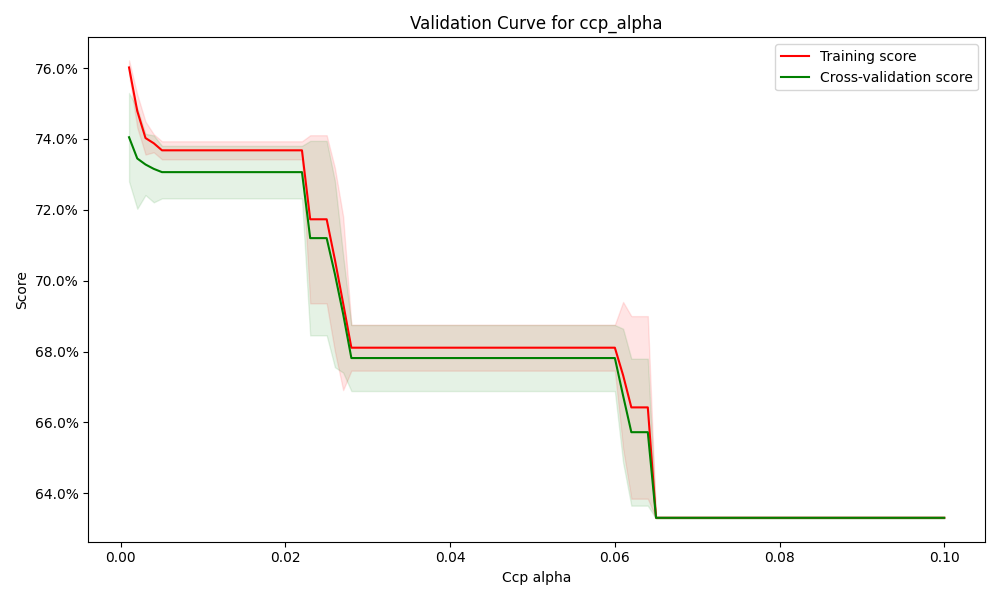 Validation Curve for ccp_alpha
Training score
Cross-validation score
Score
76.0%
74.0%
72.0%
70.0%
68.0%
66.0%
64.0%
0.00 0.02 0.04 0.06 0.08 0.10
Ccp alpha